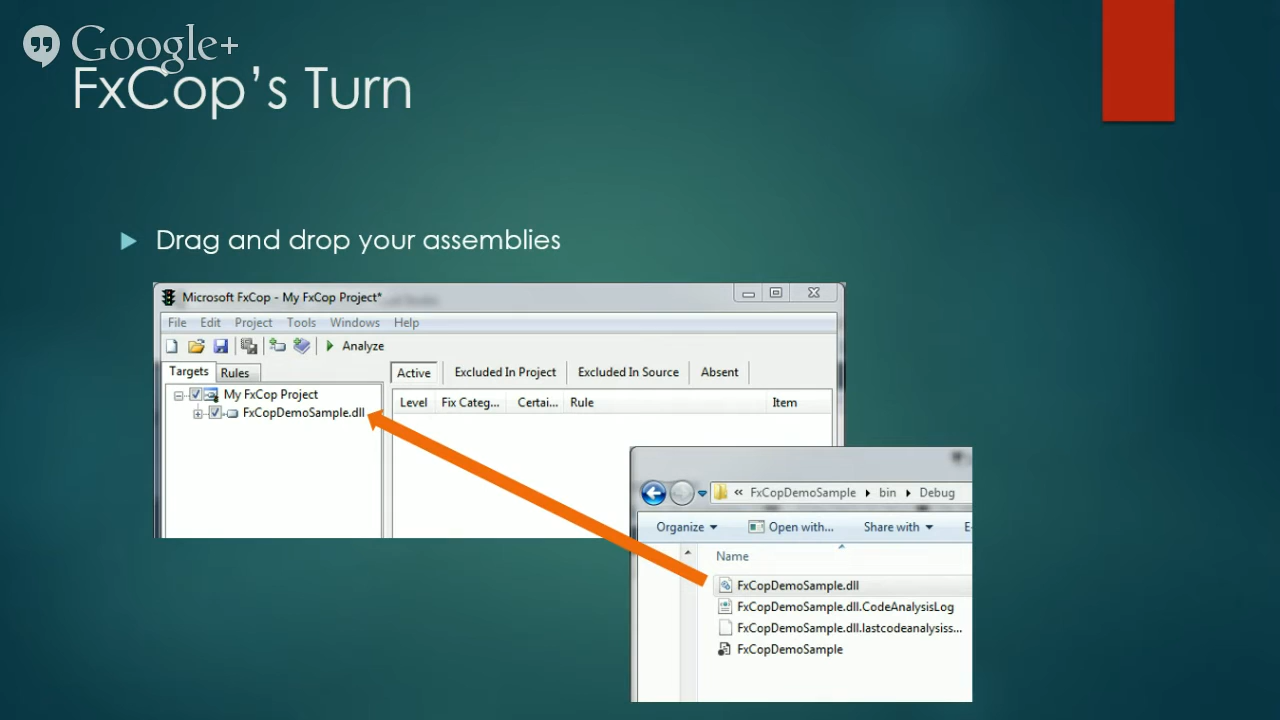 Google+
FxCop's Turn
Drag and drop your assemblies
Microsoft FxCop - My FxCop Project*
File Edit Project Tools Windows Help
Analyze
Targets Rules
Active Excluded In Project Excluded In Source Absent
My FxCop Project
FxCopDemoSample.dll
Level Fix Categ... Certai... Rule Item
« FxCopDemoSample bin Debug
Organize Open with... Share with E-
Name
FxCopDemoSample.dll
FxCopDemoSample.dll.CodeAnalysisLog
FxCopDemoSample.dll.lastcodeanalysiss...
FxCopDemoSample